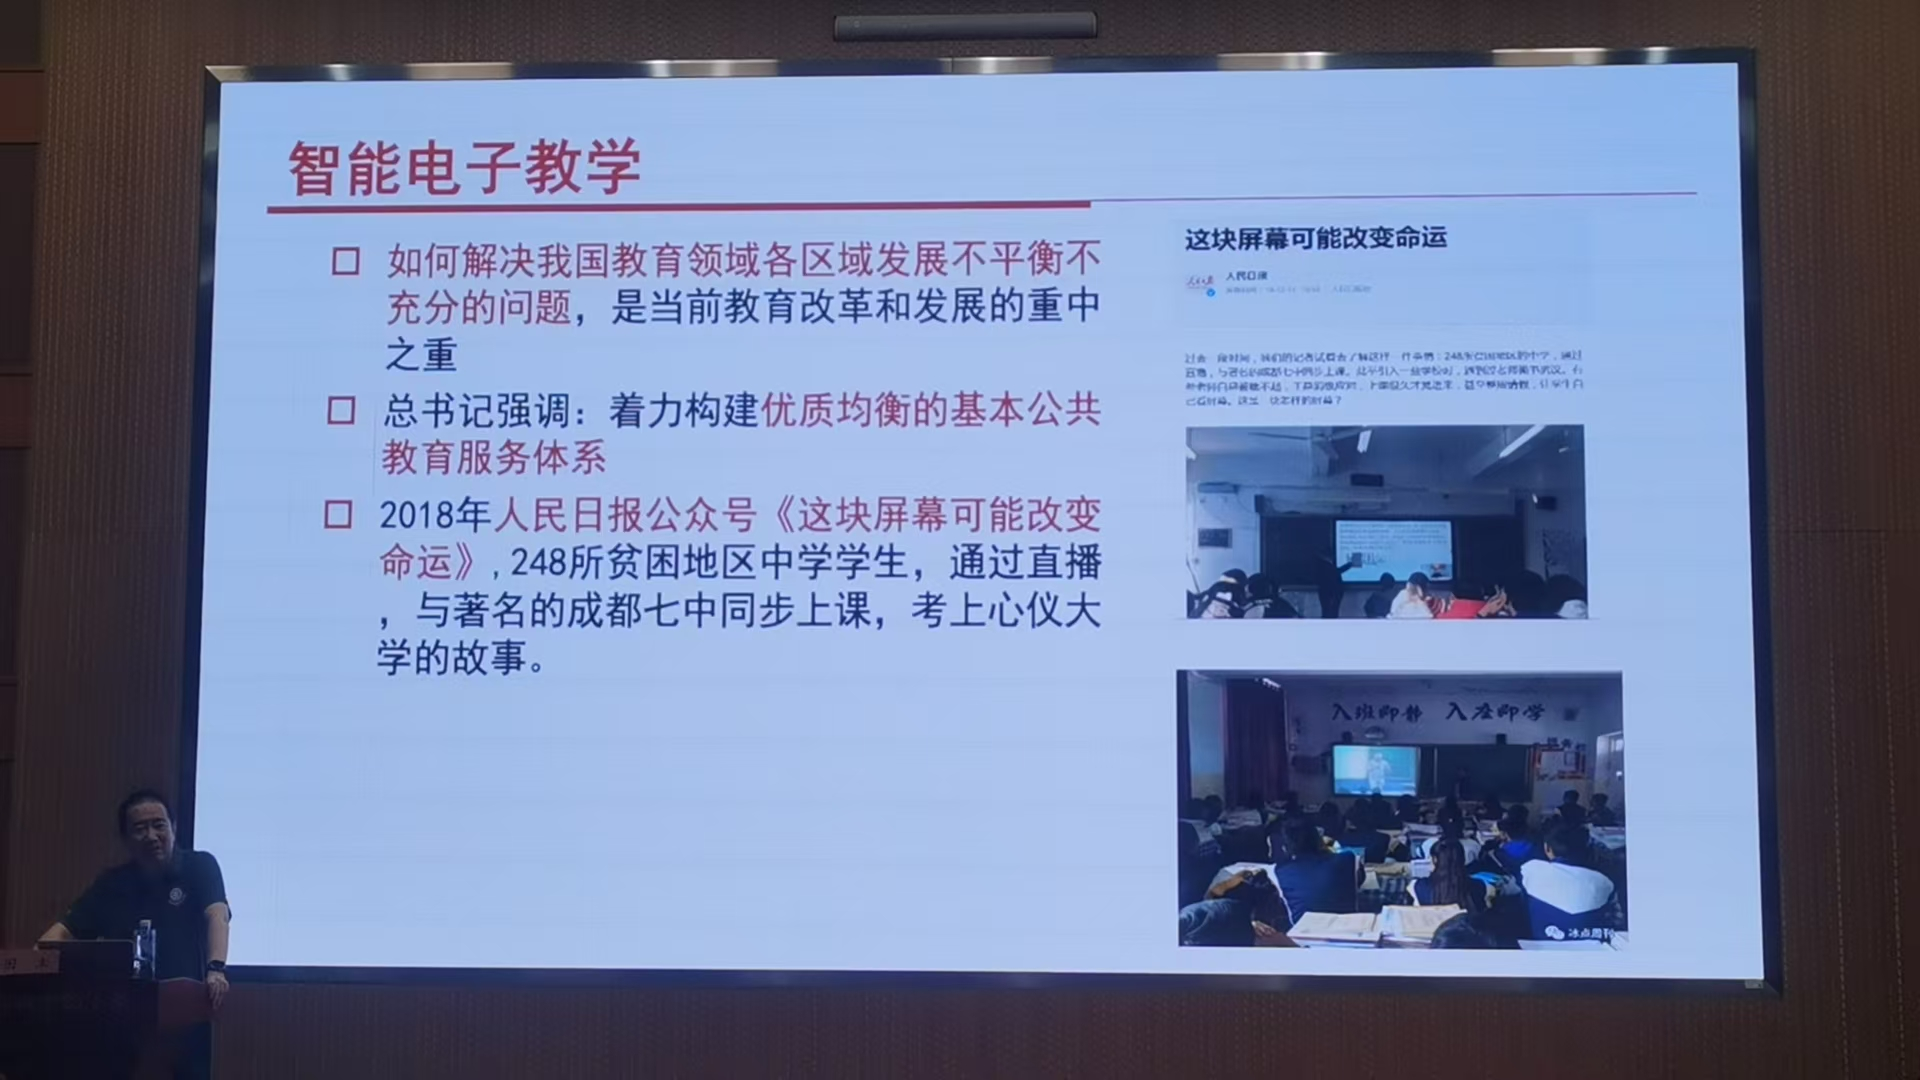 智能电子教学
□ 如何解决我国教育领域各区域发展不平衡不
充分的问题，是当前教育改革和发展的重中
之重
□ 总书记强调：着力构建优质均衡的基本公共
教育服务体系
□ 2018年人民日报公众号《这块屏幕可能改变
命运》,248所贫困地区中学学生，通过直播
，与著名的成都七中同步上课，考上心仪大
学的故事。
这块屏幕可能改变命运
人民日报
入班即静 入座即学
冰点周刊